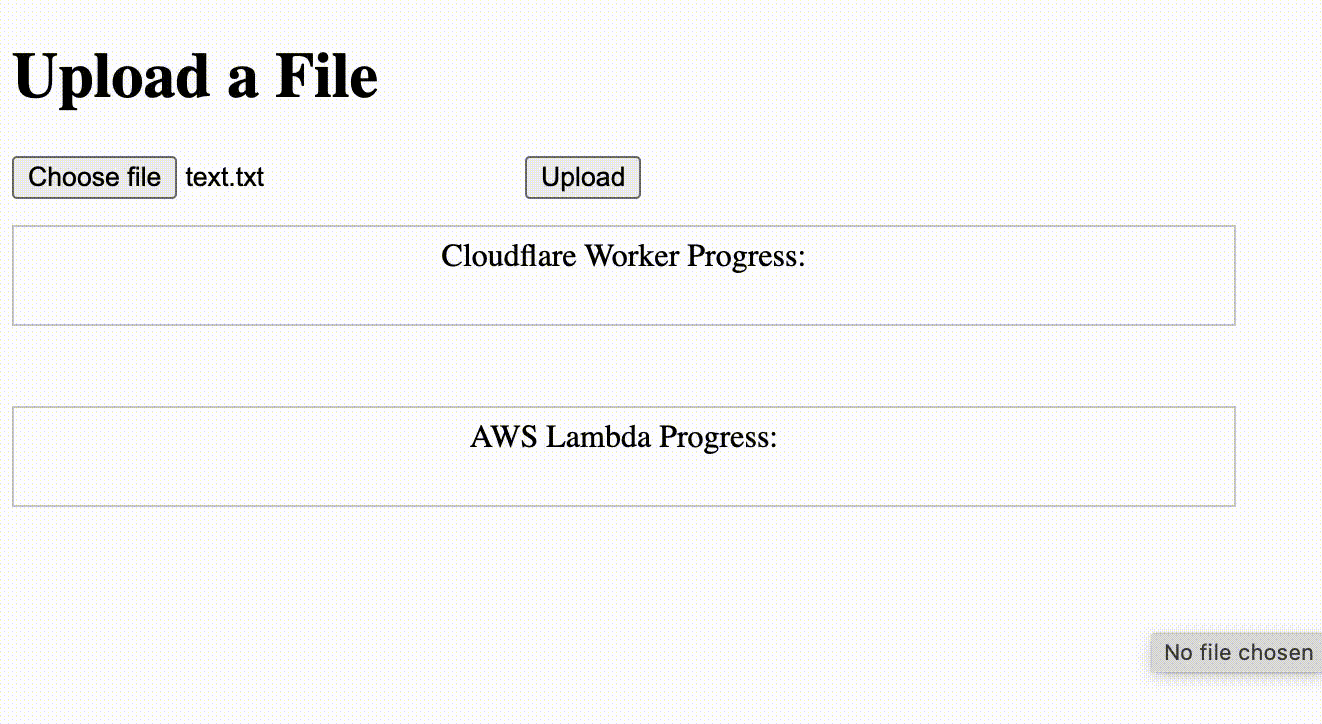 Upload a File
Choose file text.txt Upload
Cloudflare Worker Progress:
AWS Lambda Progress:
No file chosen